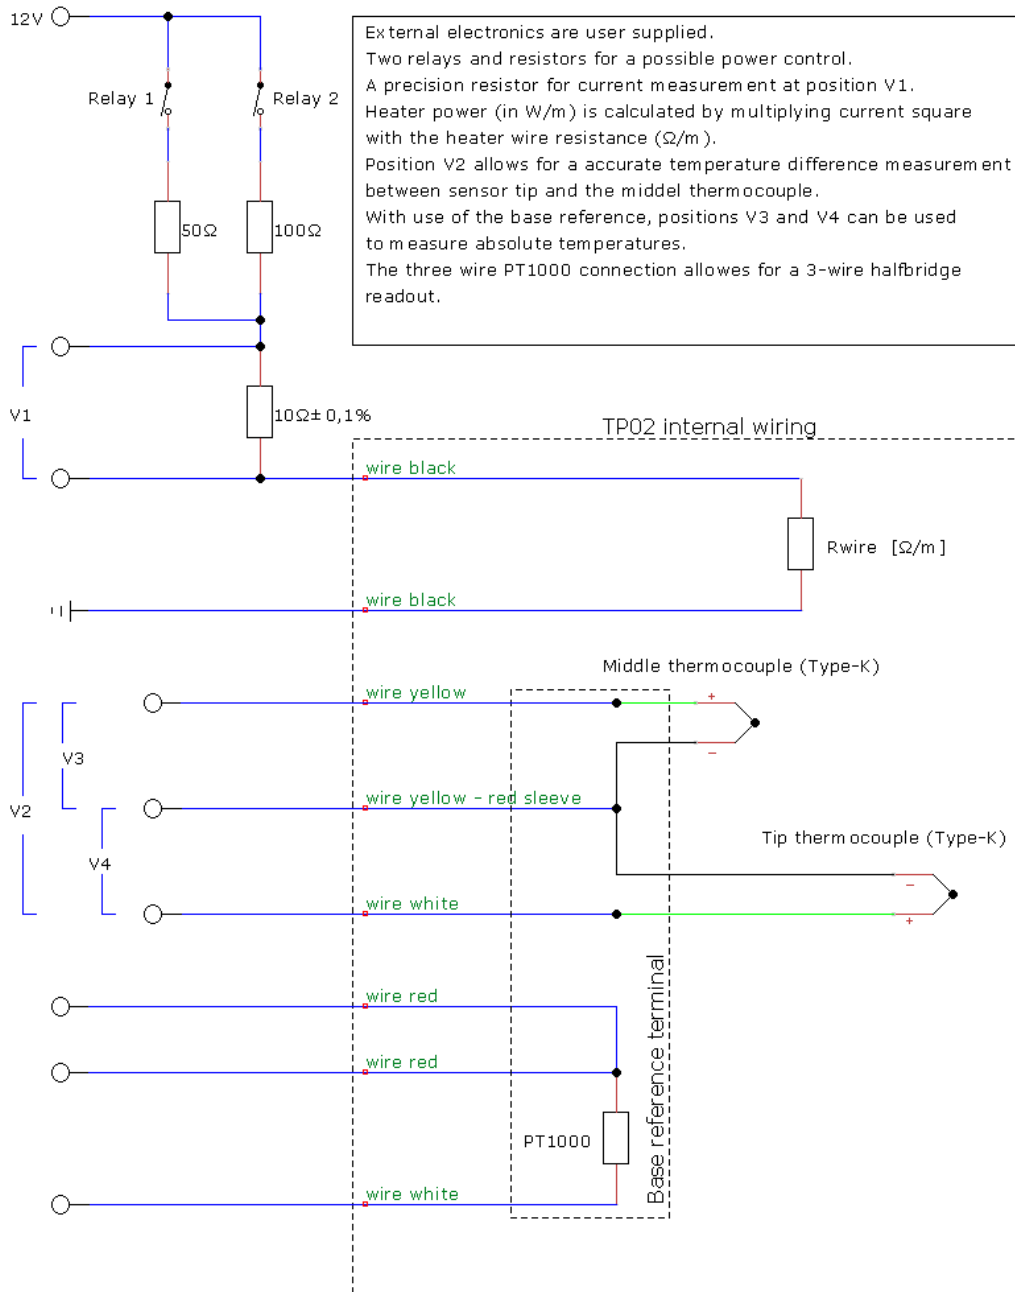 12V
External electronics are user supplied.
Two relays and resistors for a possible power control.
A precision resistor for current measurement at position V1.
Heater power (in W/m) is calculated by multiplying current square
with the heater wire resistance (Ω/m).
Position V2 allows for a accurate temperature difference measurement
between sensor tip and the middel thermocouple.
With use of the base reference, positions V3 and V4 can be used
to measure absolute temperatures.
The three wire PT1000 connection allowes for a 3-wire halfbridge
readout.
Relay 1
Relay 2
50Ω
100Ω
V1
10Ω±0,1%
TP02 internal wiring
wire black
Rwire [Ω/m]
wire black
Middle thermocouple (Type-K)
wire yellow
+
−
V3
wire yellow - red sleeve
V2
Tip thermocouple (Type-K)
V4
−
wire white
+
wire red
wire red
PT1000
Base reference terminal
wire white